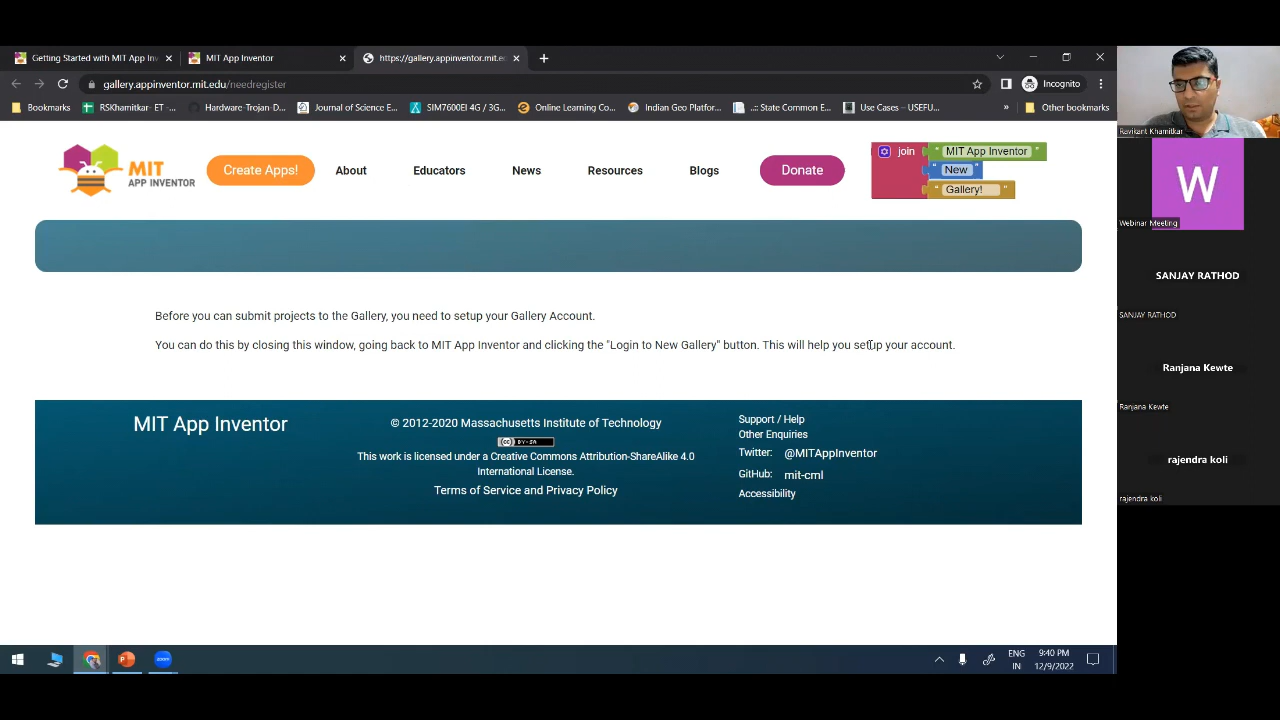 Getting Started with MIT App Inv
MIT App Inventor
https://gallery.appinventor.mit.e
gallery.appinventor.mit.edu/needregister
Incognito
Bookmarks
RSKhamitkar- ET -...
Hardware-Trojan-D...
Journal of Science E...
SIM7600EI 4G / 3G...
Online Learning Co...
Indian Geo Platfor...
:: State Common E...
Use Cases – USEFU...
»
Other bookmarks
MIT
APP INVENTOR
Create Apps!
About
Educators
News
Resources
Blogs
Donate
join
" MIT App Inventor "
" New "
" Gallery! "
Before you can submit projects to the Gallery, you need to setup your Gallery Account.
You can do this by closing this window, going back to MIT App Inventor and clicking the "Login to New Gallery" button. This will help you setup your account.
MIT App Inventor
© 2012-2020 Massachusetts Institute of Technology
cc BY-SA
This work is licensed under a Creative Commons Attribution-ShareAlike 4.0
International License.
Terms of Service and Privacy Policy
Support / Help
Other Enquiries
Twitter: @MITAppInventor
GitHub: mit-cml
Accessibility
Ravikant Khamitkar
W
Webinar Meeting
SANJAY RATHOD
SANJAY RATHOD
Ranjana Kewte
Ranjana Kewte
rajendra koli
rajendra koli
zoom
ENG
IN
9:40 PM
12/9/2022